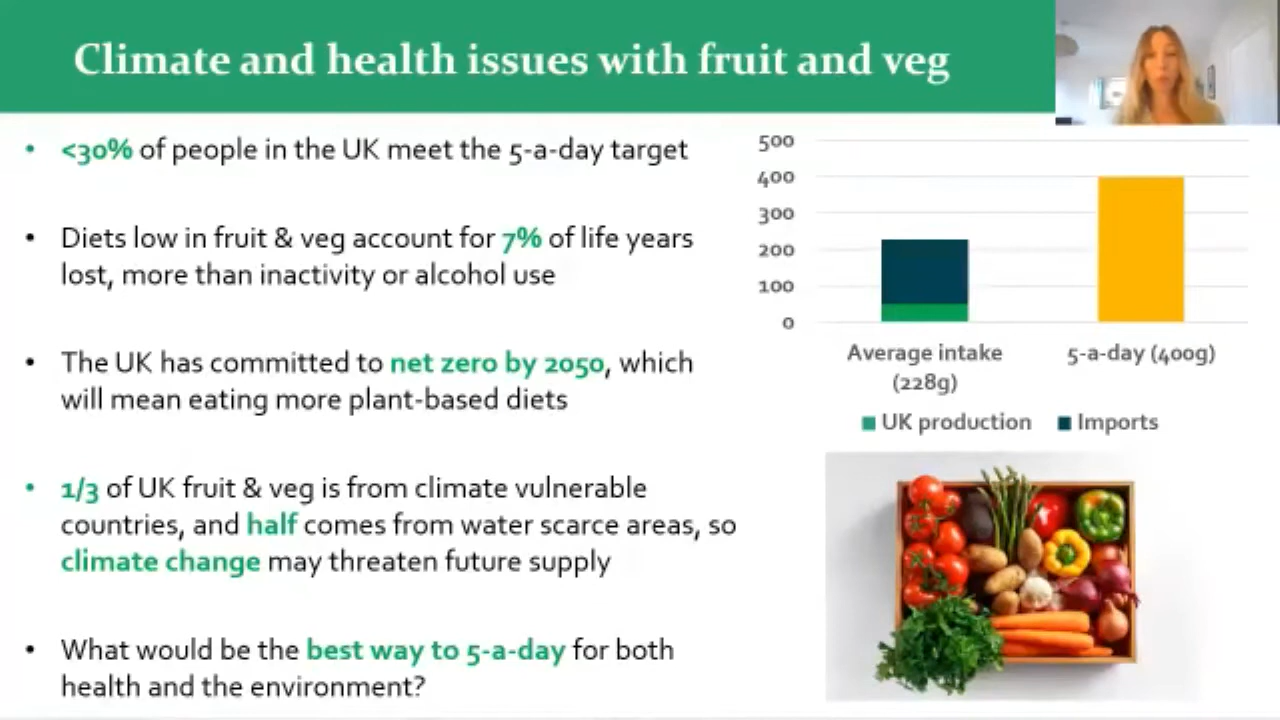 Climate and health issues with fruit and veg
• <30% of people in the UK meet the 5-a-day target
• Diets low in fruit & veg account for 7% of life years
lost, more than inactivity or alcohol use
• The UK has committed to net zero by 2050, which
will mean eating more plant-based diets
• 1/3 of UK fruit & veg is from climate vulnerable
countries, and half comes from water scarce areas, so
climate change may threaten future supply
• What would be the best way to 5-a-day for both
health and the environment?
500
400
300
200
100
0
Average intake
(228g)
5-a-day (400g)
UK production
Imports